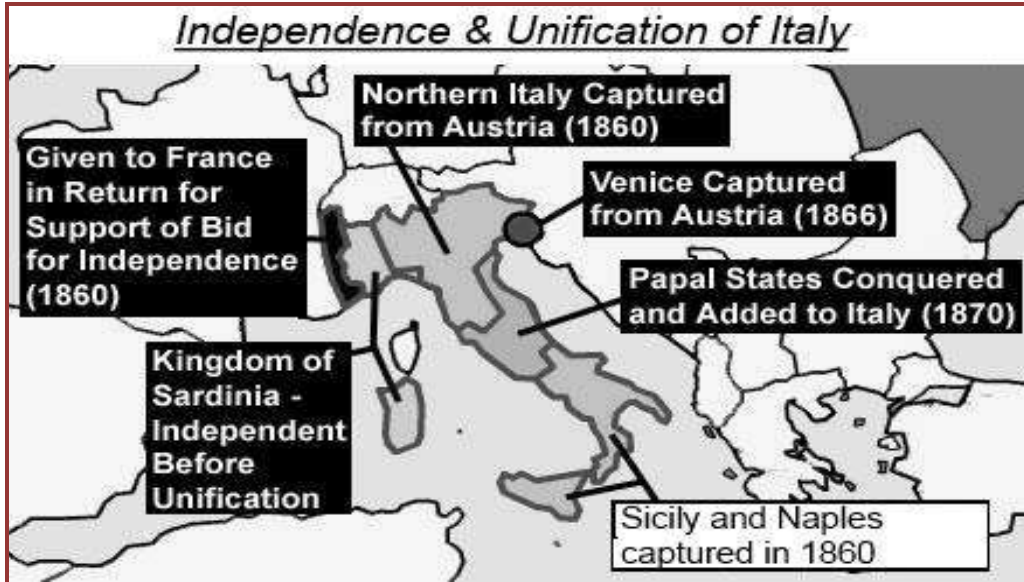 Independence & Unification of Italy
Northern Italy Captured
from Austria (1860)
Given to France
in Return for
Support of Bid
for Independence
(1860)
Venice Captured
from Austria (1866)
Papal States Conquered
and Added to Italy (1870)
Kingdom of
Sardinia -
Independent
Before
Unification
Sicily and Naples
captured in 1860